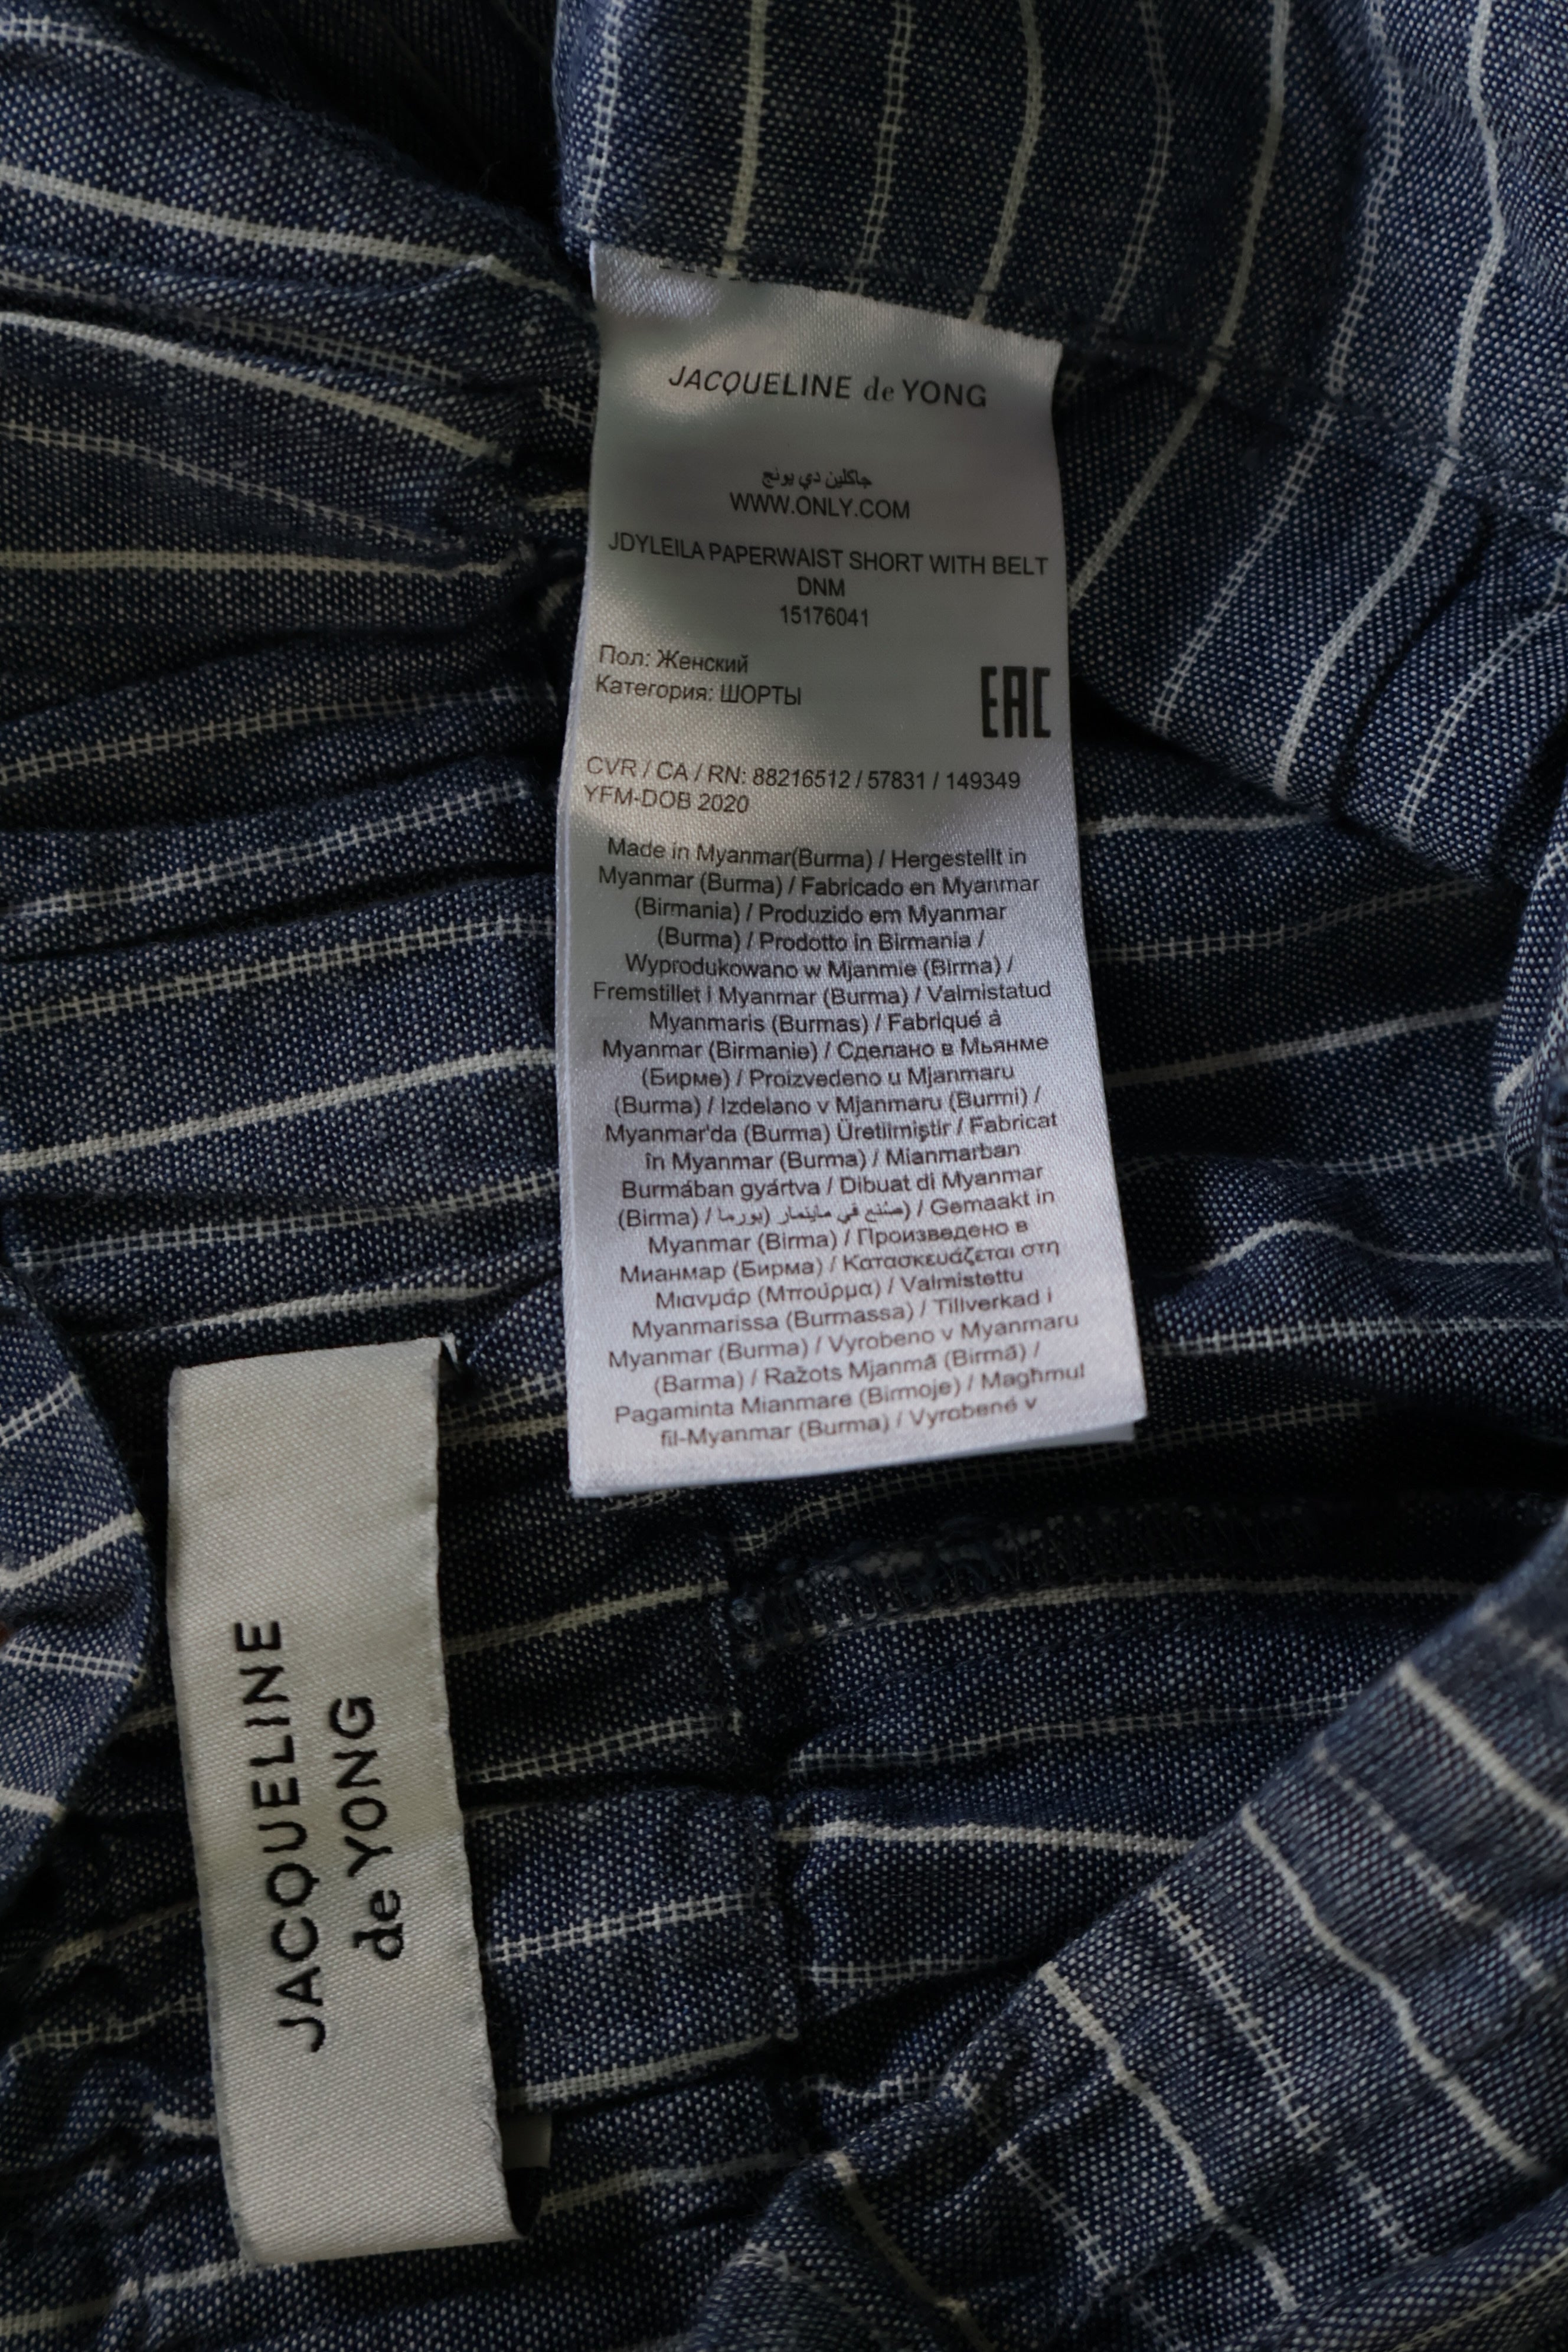 JACQUELINE de YONG
جاكلين دي يونج
WWW.ONLY.COM
JDYLEILA PAPERWAIST SHORT WITH BELT
DNM
15176041
Пол: Женский
Категория: ШОРТЫ
EAC
CVR / CA / RN: 88216512 / 57831 / 149349
YFM-DOB 2020
Made in Myanmar(Burma) / Hergestellt in
Myanmar (Burma) / Fabricado en Myanmar
(Birmania) / Produzido em Myanmar
(Burma) / Prodotto in Birmania /
Wyprodukowano w Mjanmie (Birma) /
Fremstillet i Myanmar (Burma) / Valmistatud
Myanmaris (Burmas) / Fabriqué à
Myanmar (Birmanie) / Сделано в Мьянме
(Бирме) / Proizvedeno u Mjanmaru
(Burma) / Izdelano v Mjanmaru (Burmi) /
Myanmar'da (Burma) Üretilmiştir / Fabricat
în Myanmar (Burma) / Mianmarban
Burmában gyártva / Dibuat di Myanmar
(Birma) / صُنع في ماينمار (بورما) / Gemaakt in
Myanmar (Birma) / Произведено в
Мианмар (Бирма) / Κατασκευάζεται στη
Μιανμάρ (Μπούρμα) / Valmistettu
Myanmarissa (Burmassa) / Tillverkad i
Myanmar (Burma) / Vyrobeno v Myanmaru
(Barma) / Ražots Mjanmā (Birmā) /
Pagaminta Mianmare (Birmoje) / Magħmul
fil-Myanmar (Burma) / Vyrobené v
JACQUELINE
de YONG